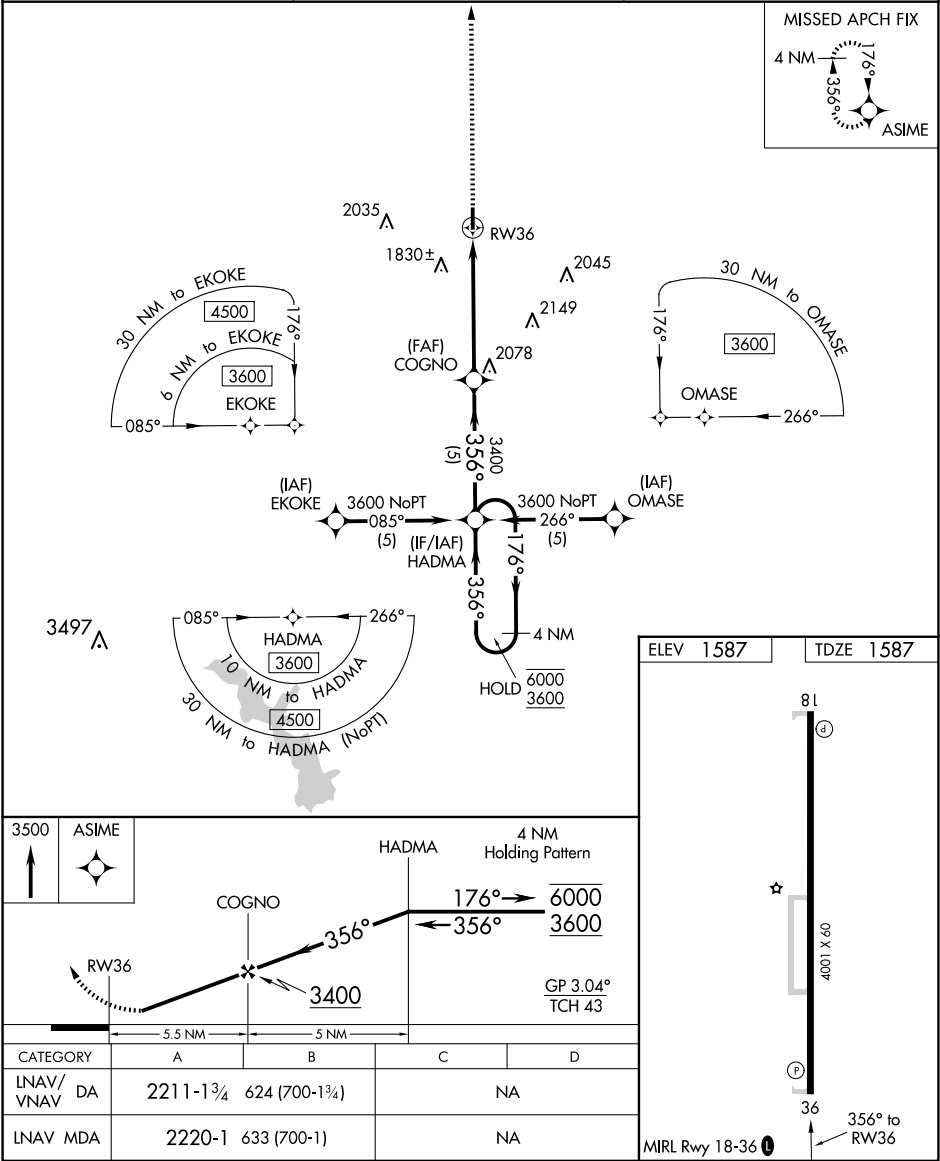 MISSED APCH FIX
4 NM
176°
356°
ASIME
2035
RW36
1830±
2045
2149
(FAF)
COGNO
2078
30 NM to EKOKE
4500
176°
6 NM to EKOKE
3600
EKOKE
085°
30 NM to OMASE
176°
3600
OMASE
266°
356°
(5)
3400
(IAF)
EKOKE
3600 NoPT
085°
(5)
(IF/IAF)
HADMA
3600 NoPT
266°
(5)
(IAF)
OMASE
176°
356°
4 NM
HOLD 6000
3600
3497
085°
266°
HADMA
3600
10 NM to HADMA
4500
30 NM to HADMA (NoPT)
ELEV 1587
TDZE 1587
18
P
4001 X 60
P
36
356° to
RW36
MIRL Rwy 18-36 L
3500
ASIME
HADMA
4 NM
Holding Pattern
COGNO
176°
6000
356°
3600
356°
RW36
3400
GP 3.04°
TCH 43
5.5 NM
5 NM
CATEGORY A B C D
LNAV/
VNAV DA 2211-1¾ 624 (700-1¾) NA
LNAV MDA 2220-1 633 (700-1) NA